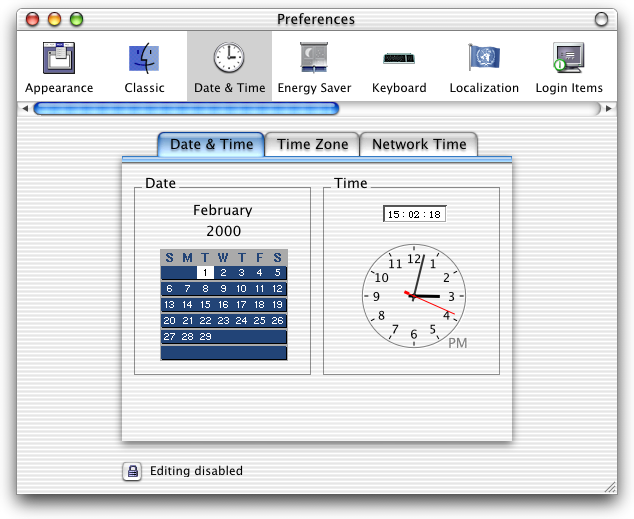 Preferences
Appearance Classic Date & Time Energy Saver Keyboard Localization Login Items
Date & Time Time Zone Network Time
Date
February
2000
S M T W T F S
1 2 3 4 5
6 7 8 9 10 11 12
13 14 15 16 17 18 19
20 21 22 23 24 25 26
27 28 29
Time
15:02:18
12
11 1
10 2
9 3
8 4
7 5
6
PM
Editing disabled